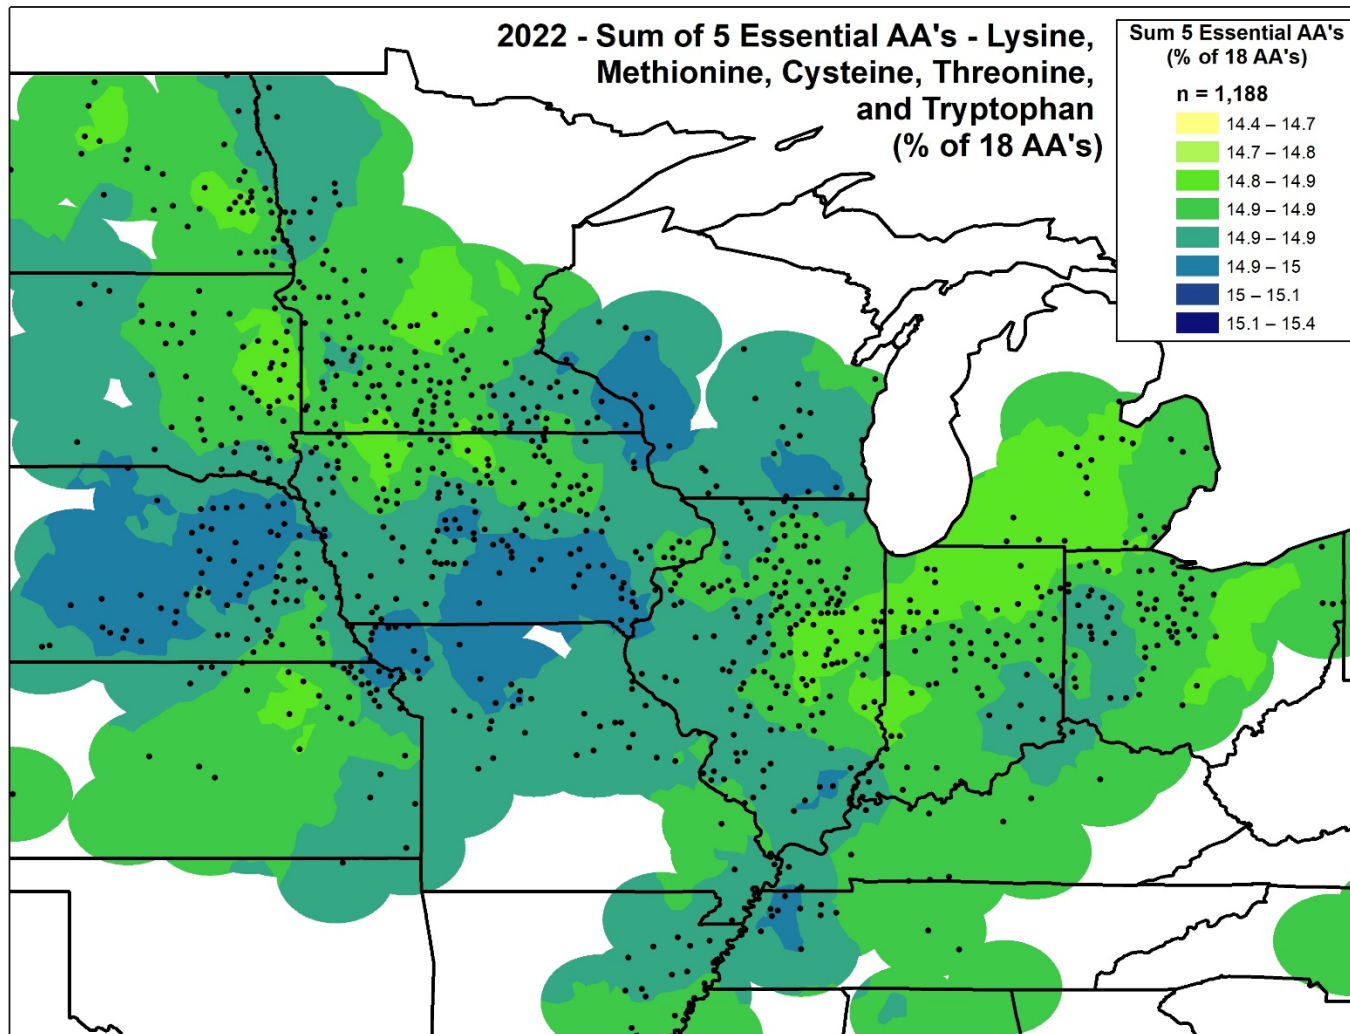 2022 - Sum of 5 Essential AA's - Lysine,
Methionine, Cysteine, Threonine,
and Tryptophan
(% of 18 AA's)
Sum 5 Essential AA's
(% of 18 AA's)
n = 1,188
14.4 – 14.7
14.7 – 14.8
14.8 – 14.9
14.9 – 14.9
14.9 – 14.9
14.9 – 15
15 – 15.1
15.1 – 15.4